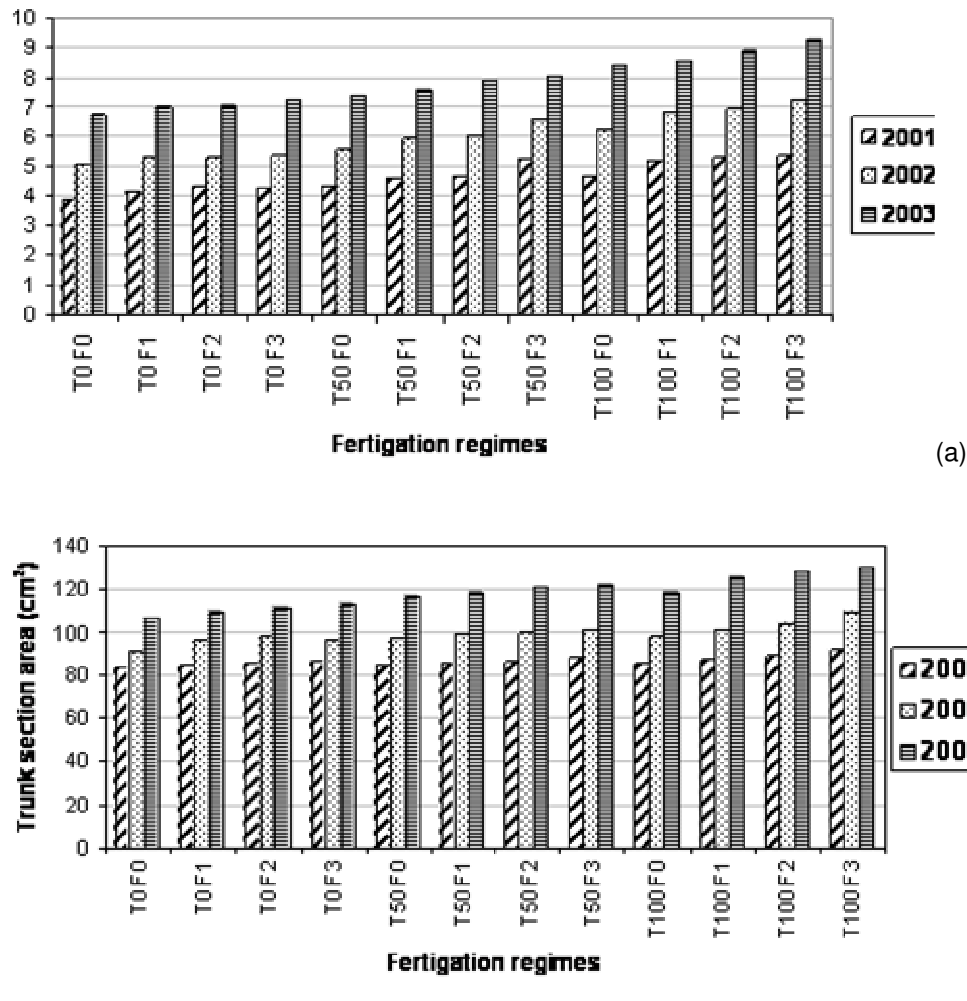 10
9
8
7
6
5
4
3
2
1
0
2001
2002
2003
T0 F0
T0 F1
T0 F2
T0 F3
T50 F0
T50 F1
T50 F2
T50 F3
T100 F0
T100 F1
T100 F2
T100 F3
Fertigation regimes
(a)
Trunk section area (cm²)
140
120
100
80
60
40
20
0
200
200
200
T0 F0
T0 F1
T0 F2
T0 F3
T50 F0
T50 F1
T50 F2
T50 F3
T100 F0
T100 F1
T100 F2
T100 F3
Fertigation regimes